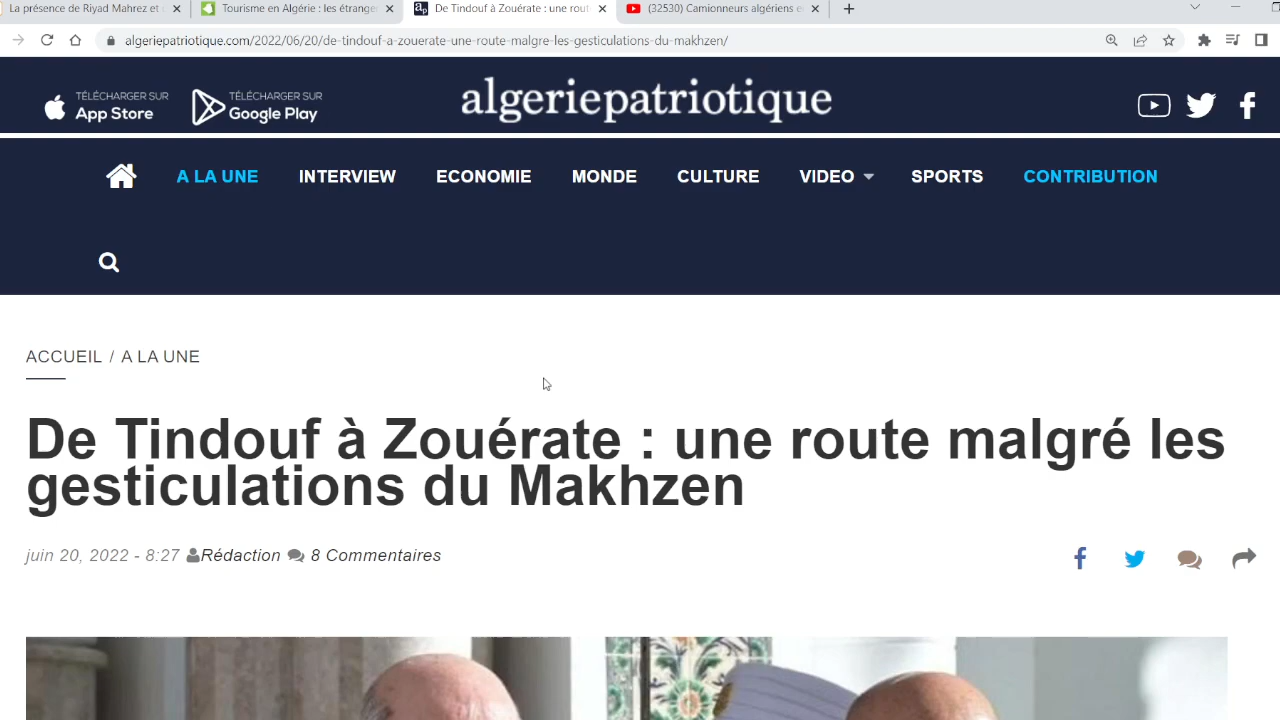 La présence de Riyad Mahrez et
Tourisme en Algérie : les étranger
ap
De Tindouf à Zouérate : une rout
(32530) Camionneurs algériens e
algeriepatriotique.com/2022/06/20/de-tindouf-a-zouerate-une-route-malgre-les-gesticulations-du-makhzen/
TÉLÉCHARGER SUR
App Store
TÉLÉCHARGER SUR
Google Play
algeriepatriotique
A LA UNE
INTERVIEW
ECONOMIE
MONDE
CULTURE
VIDEO
SPORTS
CONTRIBUTION
ACCUEIL / A LA UNE
De Tindouf à Zouérate : une route malgré les
gesticulations du Makhzen
juin 20, 2022 - 8:27 Rédaction 8 Commentaires